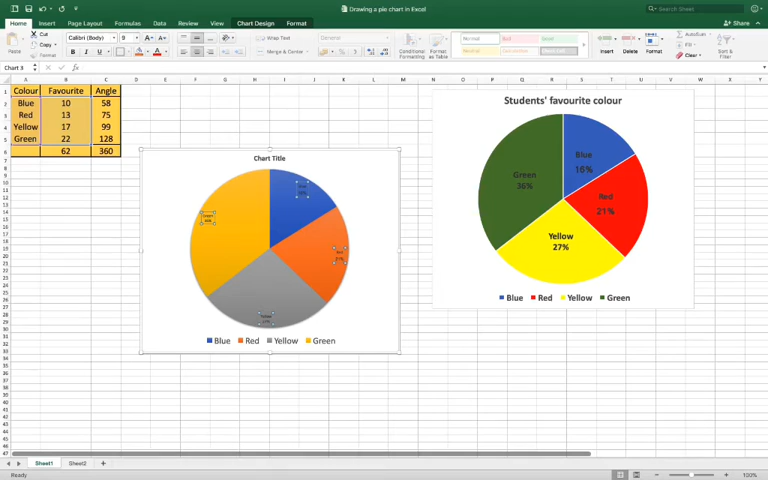 Drawing a pie chart in Excel
Search Sheet
Home Insert Page Layout Formulas Data Review View Chart Design Format
Share
Paste
Cut
Copy
Format
Calibri (Body) 9
Wrap Text
Merge & Center
General
Conditional Formatting
Format as Table
Normal Bad Good
Neutral Calculation
Insert Delete Format
AutoSum
Fill
Clear
Sort & Filter
Chart 3
fx
A B C D E F G H I J K L M N O P Q R S T U V W X Y
Colour Favourite Angle
Blue 10 58
Red 13 75
Yellow 17 99
Green 22 128
62 360
Chart Title
Blue Red Yellow Green
Students' favourite colour
Blue
16%
Red
21%
Yellow
27%
Green
36%
Blue Red Yellow Green
Sheet1 Sheet2 +
Ready
100%